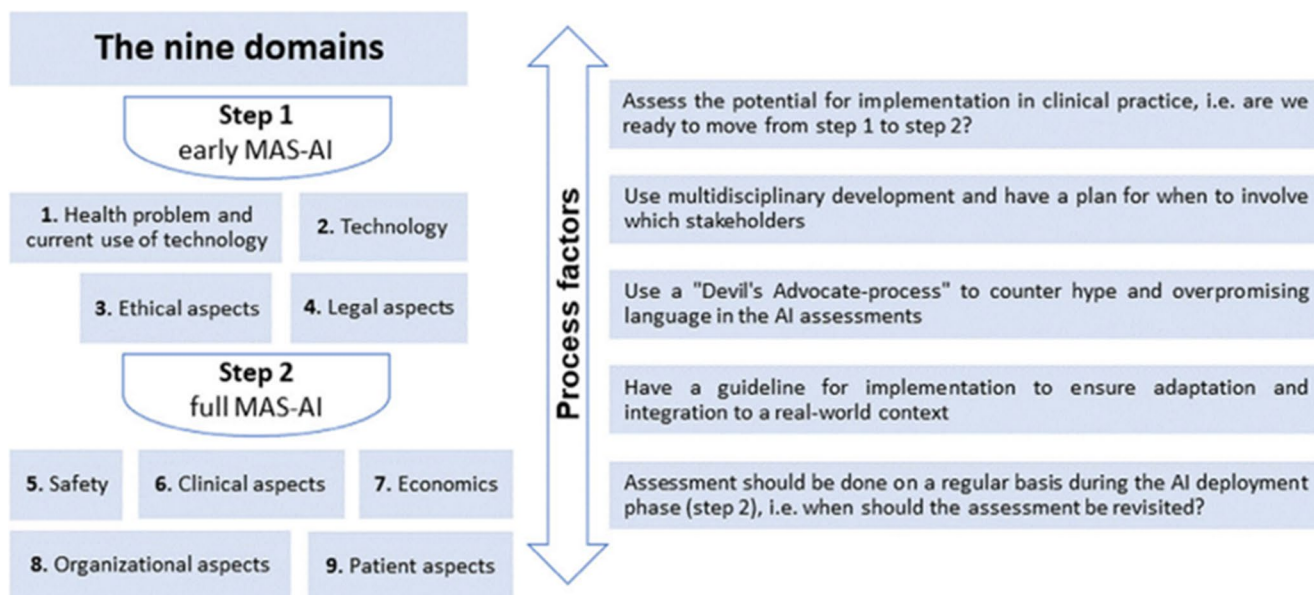 The nine domains
Step 1
early MAS-AI
1. Health problem and
current use of technology
2. Technology
3. Ethical aspects
4. Legal aspects
Step 2
full MAS-AI
5. Safety
6. Clinical aspects
7. Economics
8. Organizational aspects
9. Patient aspects
Process factors
Assess the potential for implementation in clinical practice, i.e. are we
ready to move from step 1 to step 2?
Use multidisciplinary development and have a plan for when to involve
which stakeholders
Use a "Devil's Advocate-process" to counter hype and overpromising
language in the AI assessments
Have a guideline for implementation to ensure adaptation and
integration to a real-world context
Assessment should be done on a regular basis during the AI deployment
phase (step 2), i.e. when should the assessment be revisited?